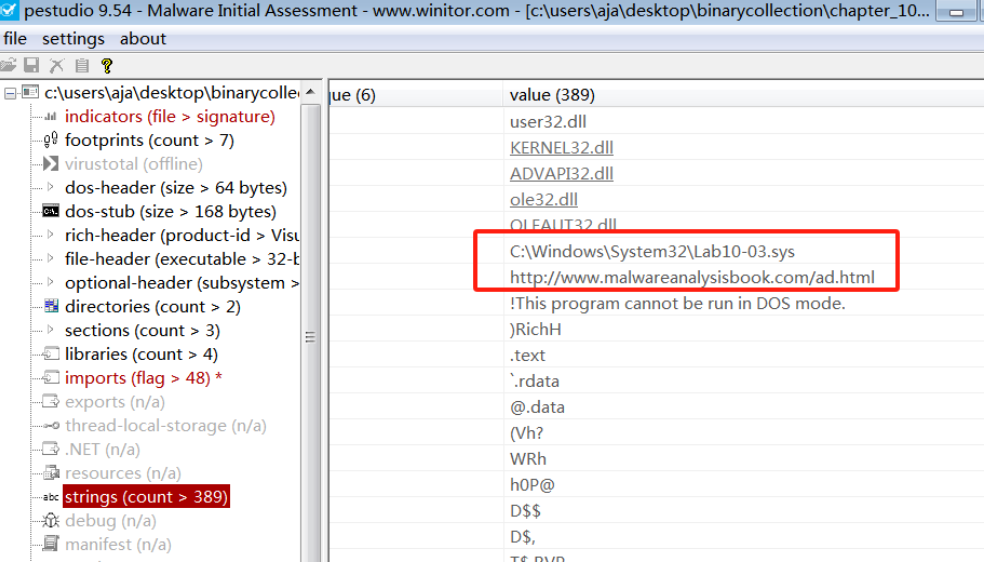 pestudio 9.54 - Malware Initial Assessment - www.winitor.com - [c:\users\aja\desktop\binarycollection\chapter_10...
file settings about
c:\users\aja\desktop\binarycolle
indicators (file > signature)
footprints (count > 7)
virustotal (offline)
dos-header (size > 64 bytes)
dos-stub (size > 168 bytes)
rich-header (product-id > Visu
file-header (executable > 32-b
optional-header (subsystem >
directories (count > 2)
sections (count > 3)
libraries (count > 4)
imports (flag > 48) *
exports (n/a)
thread-local-storage (n/a)
.NET (n/a)
resources (n/a)
abc strings (count > 389)
debug (n/a)
manifest (n/a)
que (6)
value (389)
user32.dll
KERNEL32.dll
ADVAPI32.dll
ole32.dll
OLEAUT32.dll
C:\Windows\System32\Lab10-03.sys
http://www.malwareanalysisbook.com/ad.html
!This program cannot be run in DOS mode.
)RichH
.text
`.rdata
@.data
(Vh?
WRh
h0P@
D$$
D$,